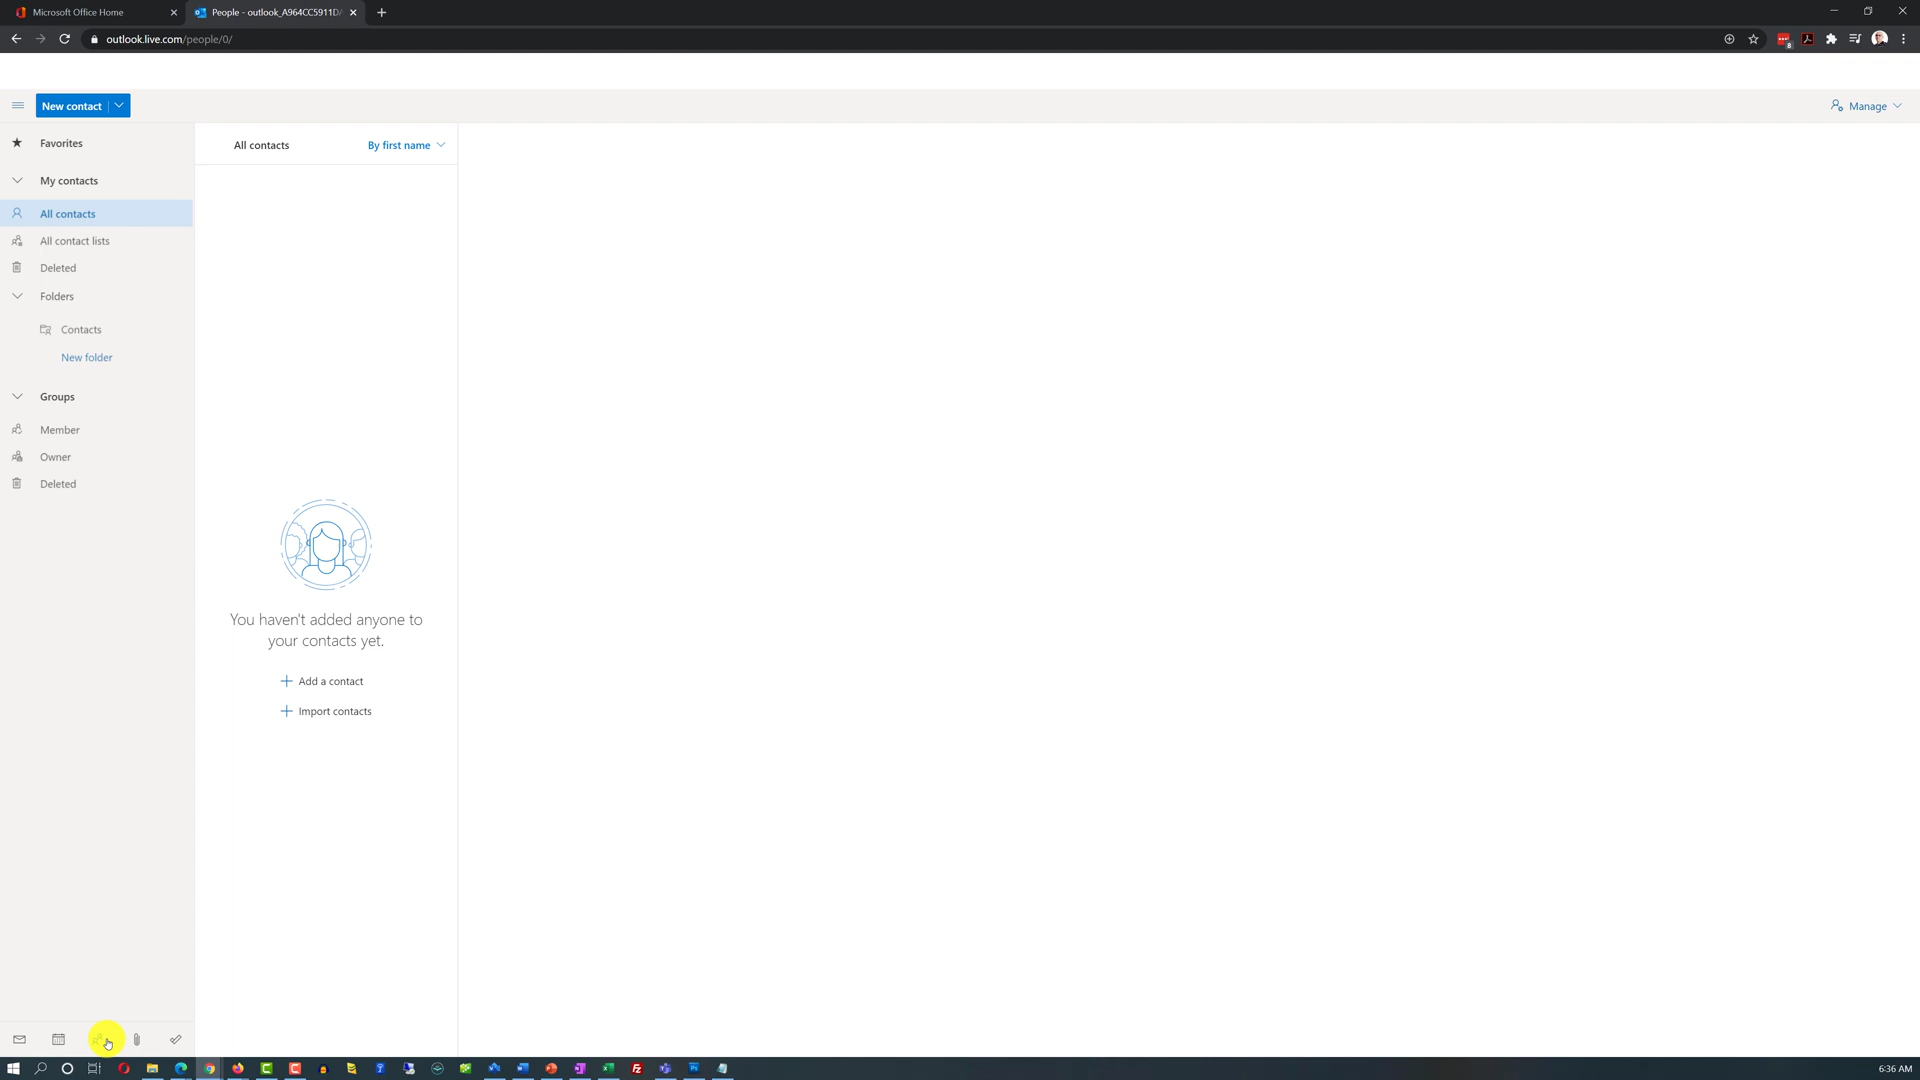 Microsoft Office Home
People - outlook_A964CC5911DA
outlook.live.com/people/0/
8
New contact
Manage
Favorites
My contacts
All contacts
All contact lists
Deleted
Folders
Contacts
New folder
Groups
Member
Owner
Deleted
All contacts
By first name
You haven't added anyone to
your contacts yet.
Add a contact
Import contacts
6:36 AM